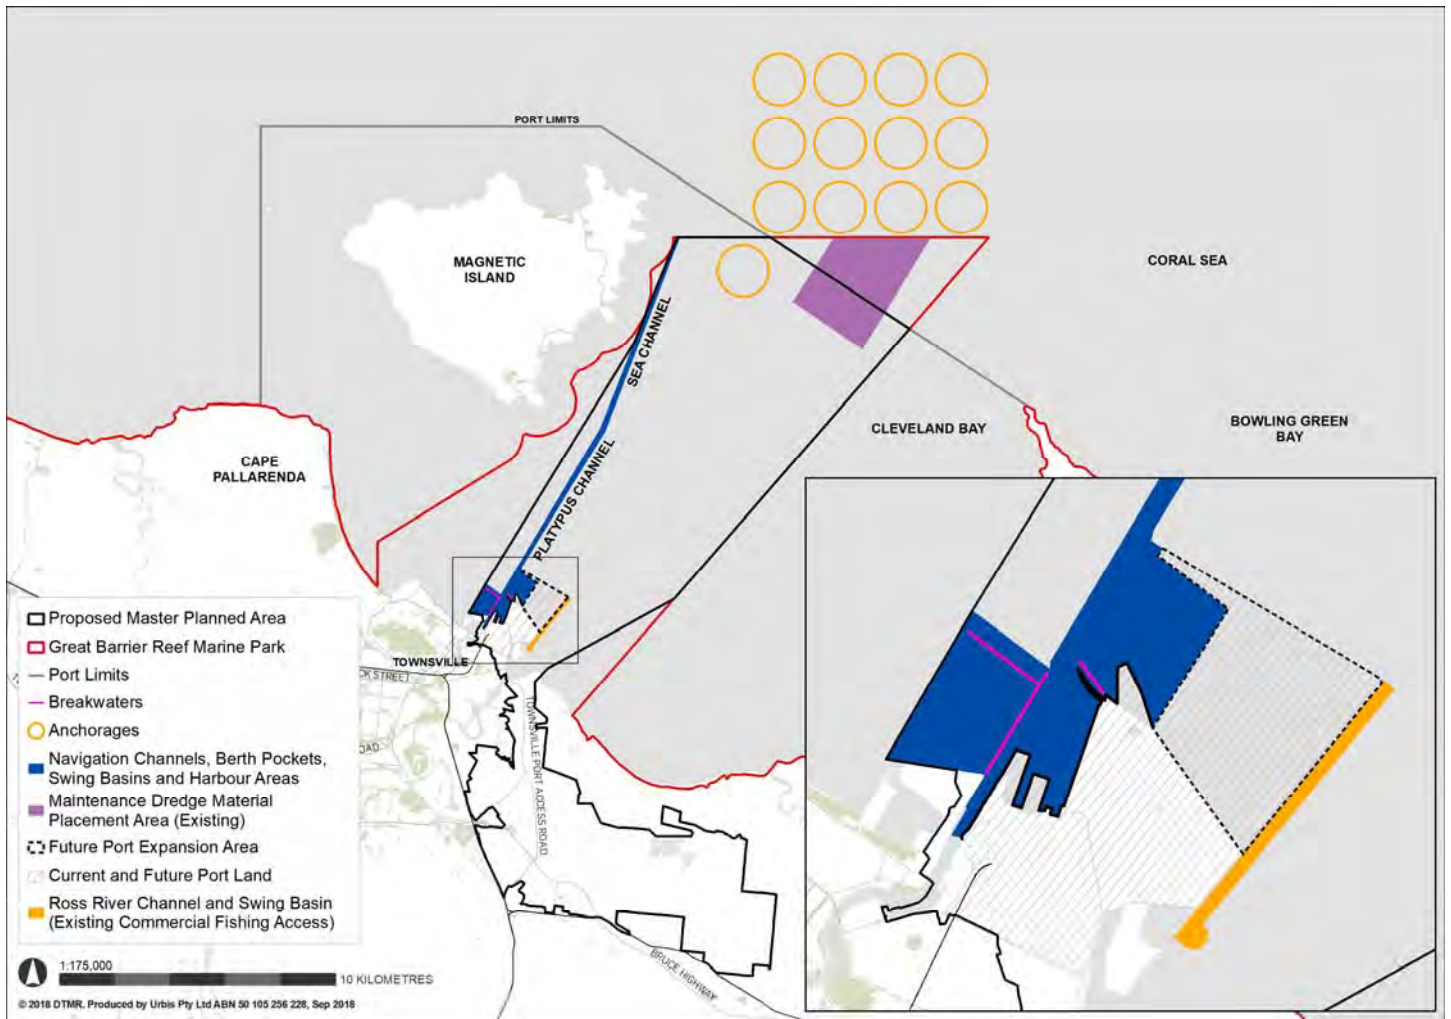 PORT LIMITS
MAGNETIC
ISLAND
CORAL SEA
SEA CHANNEL
PLATYPUS CHANNEL
CLEVELAND BAY
BOWLING GREEN
BAY
CAPE
PALLARENDA
TOWNSVILLE
CK STREET
OAD
TOWNSVILLE PORT ACCESS ROAD
BRUCE HIGHWAY
Proposed Master Planned Area
Great Barrier Reef Marine Park
Port Limits
Breakwaters
Anchorages
Navigation Channels, Berth Pockets,
Swing Basins and Harbour Areas
Maintenance Dredge Material
Placement Area (Existing)
Future Port Expansion Area
Current and Future Port Land
Ross River Channel and Swing Basin
(Existing Commercial Fishing Access)
1:175,000
10 KILOMETRES
© 2018 DTMR. Produced by Urbis Pty Ltd ABN 50 105 256 228, Sep 2018